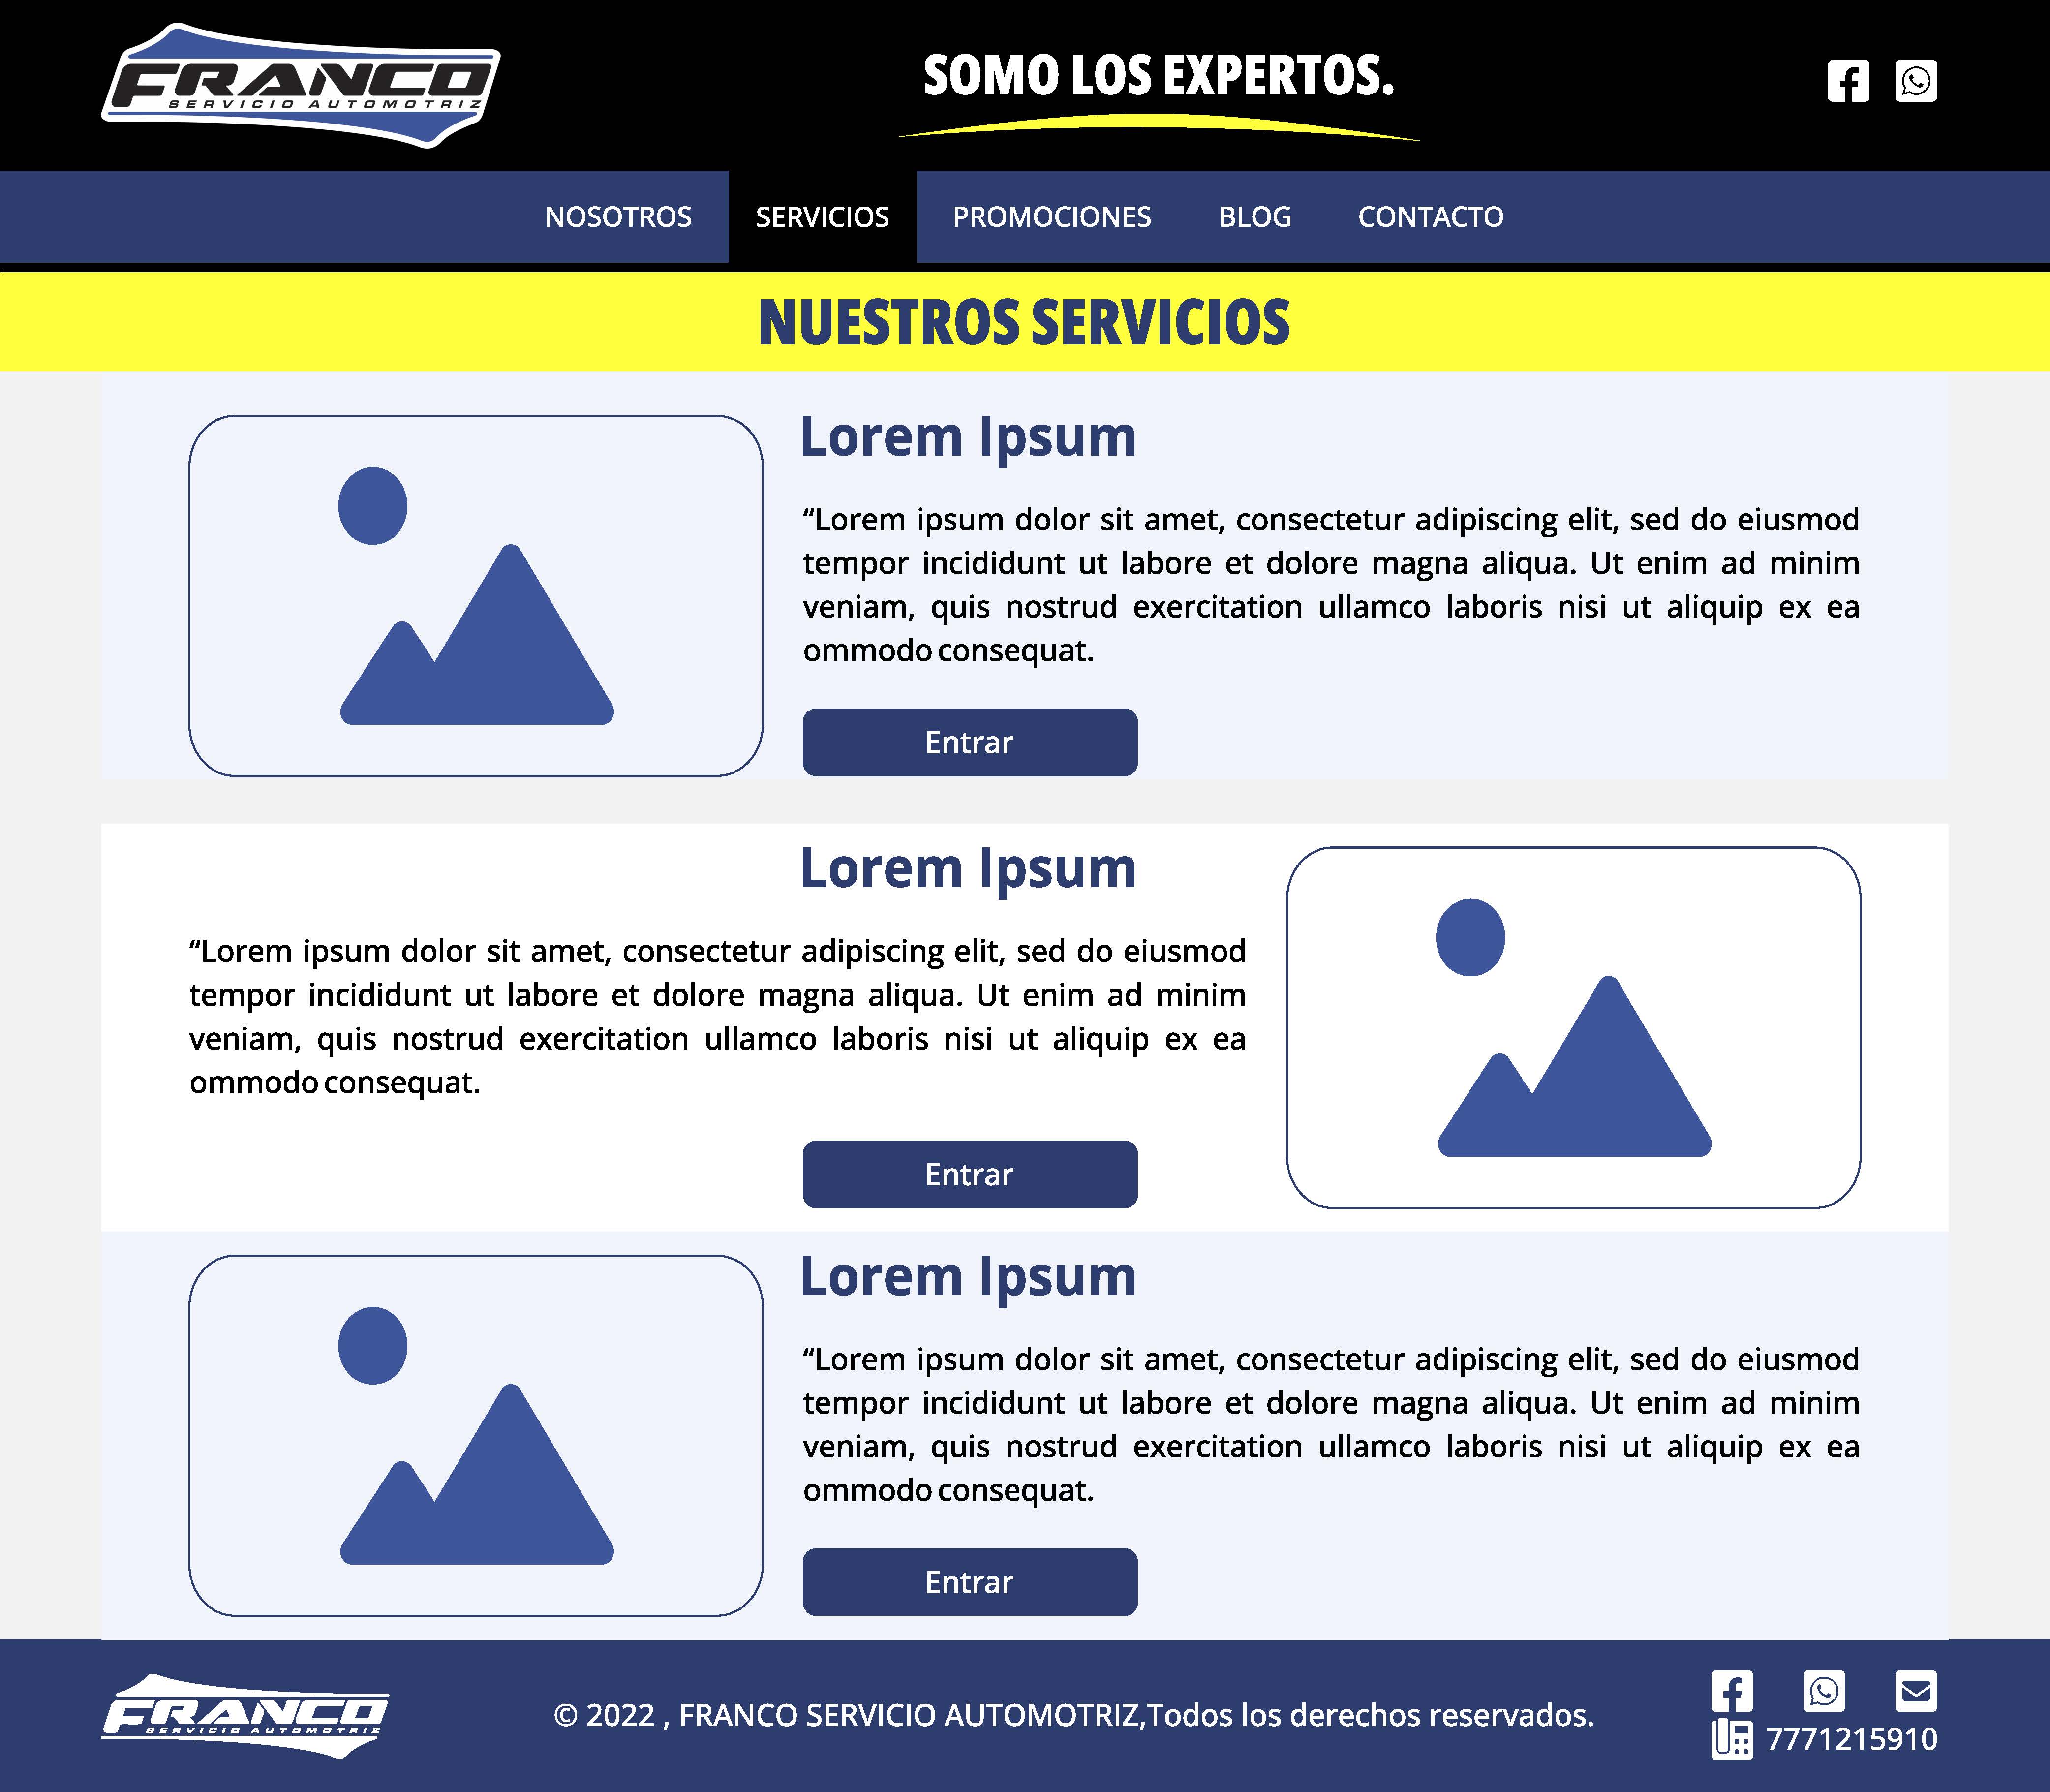 FRANCO
SERVICIO AUTOMOTRIZ
SOMO LOS EXPERTOS.
NOSOTROS
SERVICIOS
PROMOCIONES
BLOG
CONTACTO
NUESTROS SERVICIOS
Lorem Ipsum
“Lorem ipsum dolor sit amet, consectetur adipiscing elit, sed do eiusmod
tempor incididunt ut labore et dolore magna aliqua. Ut enim ad minim
veniam, quis nostrud exercitation ullamco laboris nisi ut aliquip ex ea
ommodo consequat.
Entrar
Lorem Ipsum
“Lorem ipsum dolor sit amet, consectetur adipiscing elit, sed do eiusmod
tempor incididunt ut labore et dolore magna aliqua. Ut enim ad minim
veniam, quis nostrud exercitation ullamco laboris nisi ut aliquip ex ea
ommodo consequat.
Entrar
Lorem Ipsum
“Lorem ipsum dolor sit amet, consectetur adipiscing elit, sed do eiusmod
tempor incididunt ut labore et dolore magna aliqua. Ut enim ad minim
veniam, quis nostrud exercitation ullamco laboris nisi ut aliquip ex ea
ommodo consequat.
Entrar
FRANCO
SERVICIO AUTOMOTRIZ
© 2022 , FRANCO SERVICIO AUTOMOTRIZ,Todos los derechos reservados.
7771215910